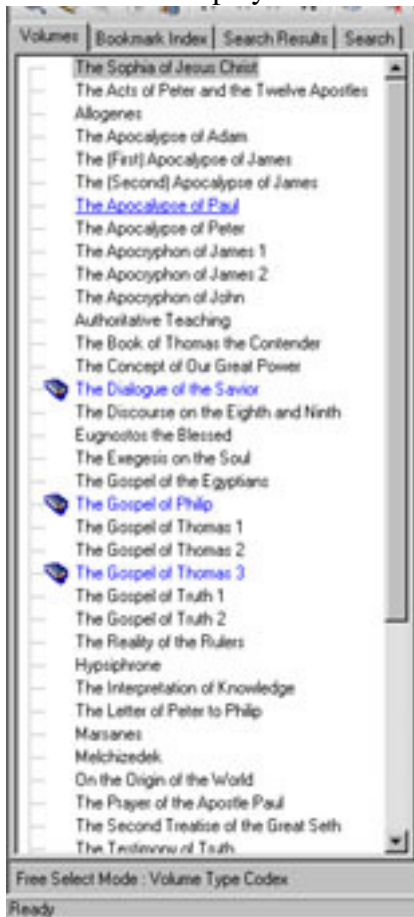 Volumes Bookmark Index Search Results Search
The Sophia of Jesus Christ
The Acts of Peter and the Twelve Apostles
Allogenes
The Apocalypse of Adam
The (First) Apocalypse of James
The (Second) Apocalypse of James
The Apocalypse of Paul
The Apocalypse of Peter
The Apocryphon of James 1
The Apocryphon of James 2
The Apocryphon of John
Authoritative Teaching
The Book of Thomas the Contender
The Concept of Our Great Power
The Dialogue of the Savior
The Discourse on the Eighth and Ninth
Eugnostos the Blessed
The Exegesis on the Soul
The Gospel of the Egyptians
The Gospel of Philip
The Gospel of Thomas 1
The Gospel of Thomas 2
The Gospel of Thomas 3
The Gospel of Truth 1
The Gospel of Truth 2
The Reality of the Rulers
Hypsiphrone
The Interpretation of Knowledge
The Letter of Peter to Philip
Marsanes
Melchizedek
On the Origin of the World
The Prayer of the Apostle Paul
The Second Treatise of the Great Seth
The Testimony of Truth
Free Select Mode : Volume Type Codex
Ready